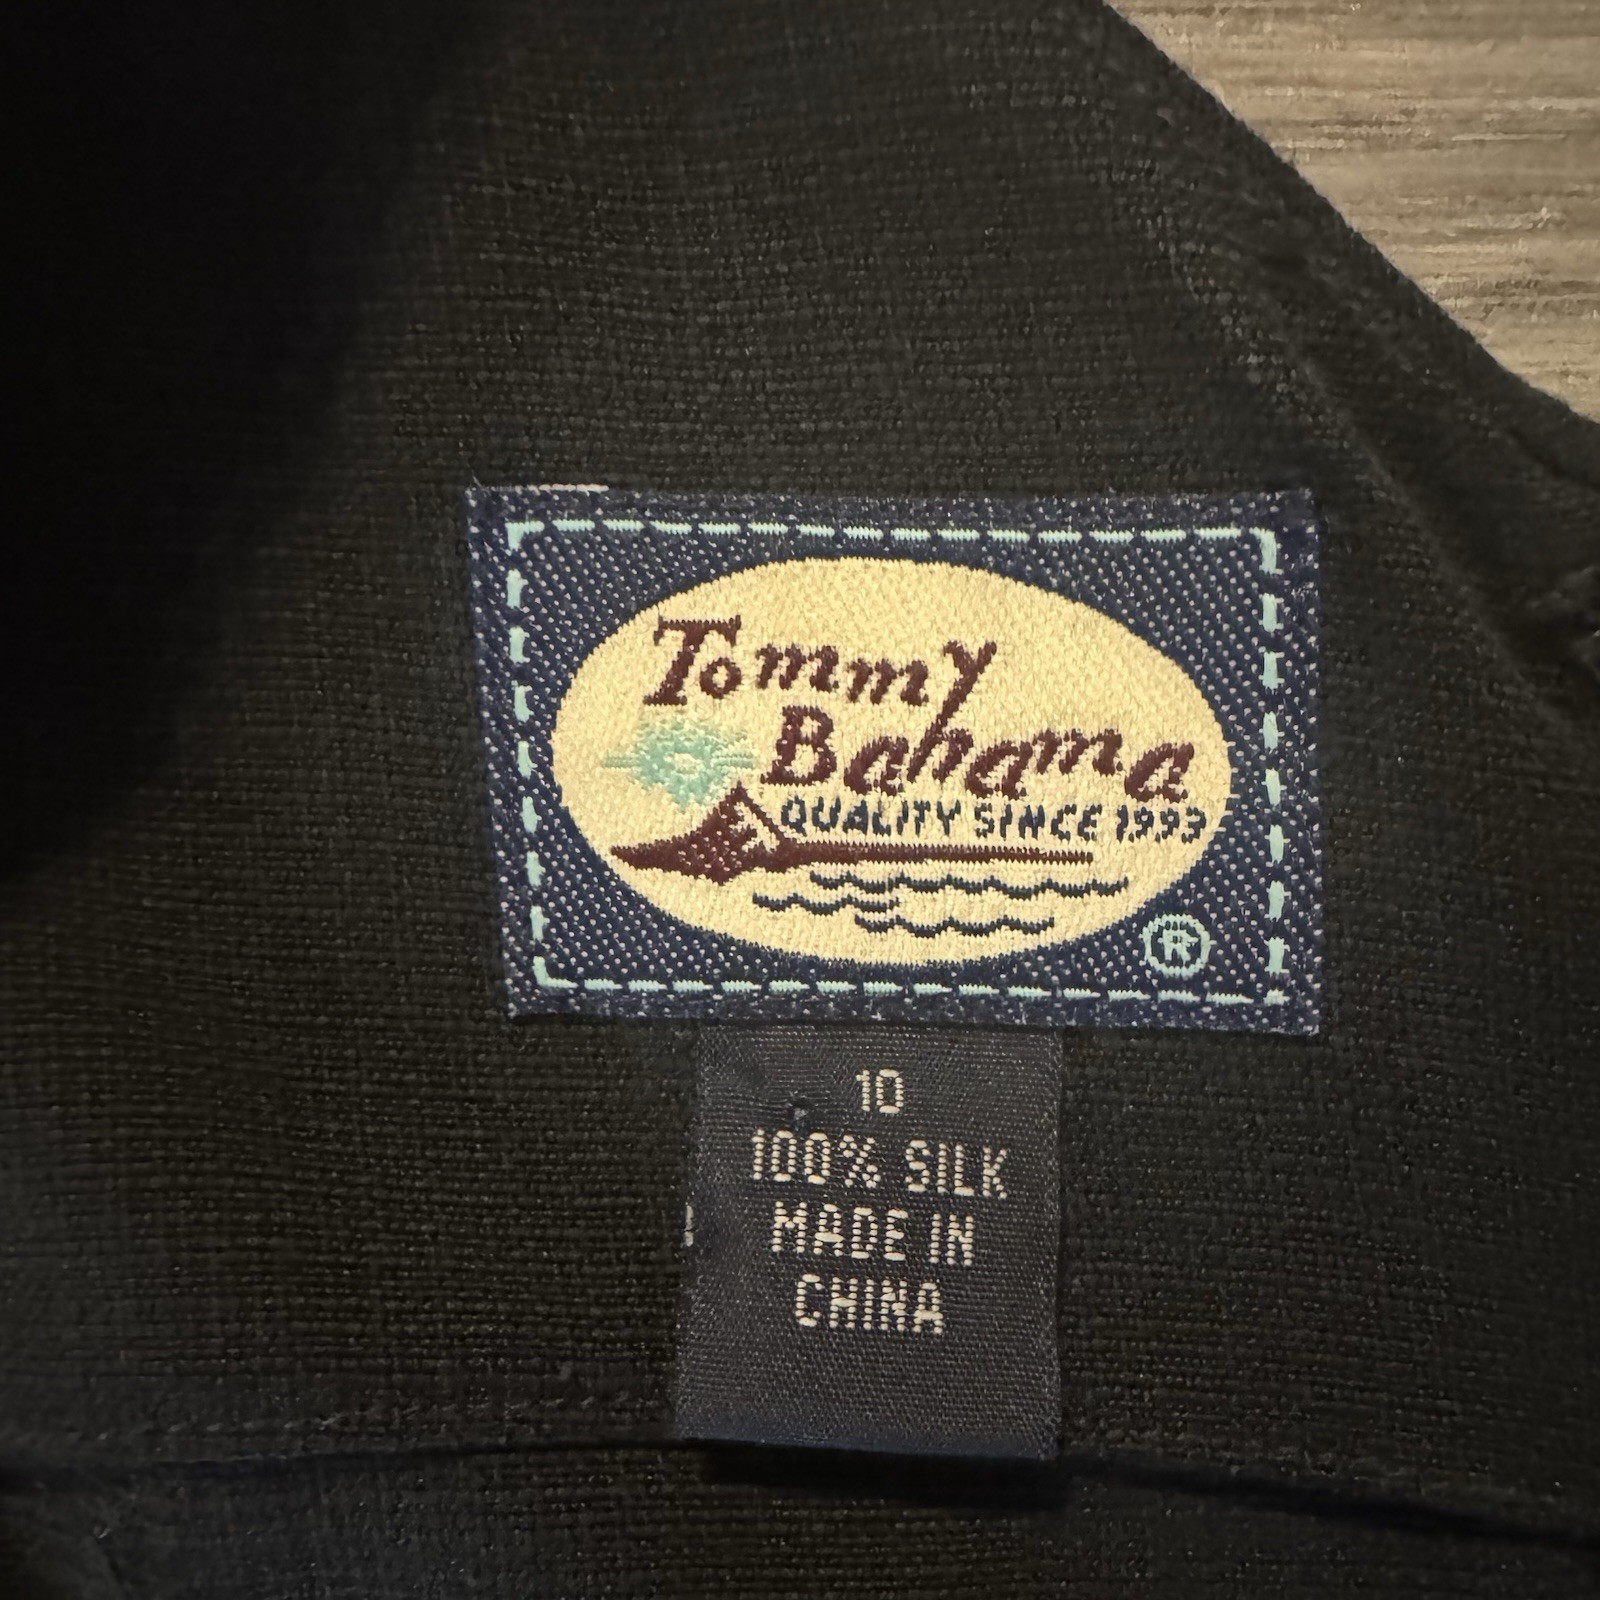 Tommy
Bahama
QUALITY SINCE 1993
®
10
100% SILK
MADE IN
CHINA